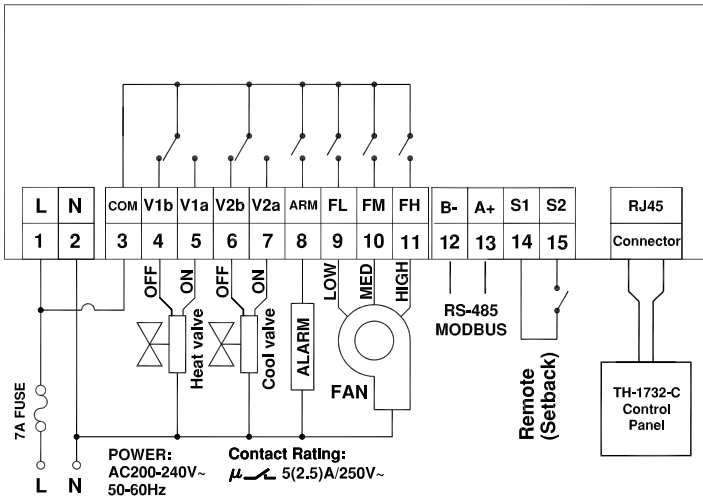 L N COM V1b V1a V2b V2a ARM FL FM FH B- A+ S1 S2 RJ45
1 2 3 4 5 6 7 8 9 10 11 12 13 14 15 Connector
OFF
ON
OFF
ON
LOW
MED
HIGH
RS-485
MODBUS
Heat valve
Cool valve
ALARM
FAN
Remote
(Setback)
TH-1732-C
Control
Panel
7A FUSE
L N
POWER:
AC200-240V~
50-60Hz
Contact Rating:
μ 5(2.5)A/250V~